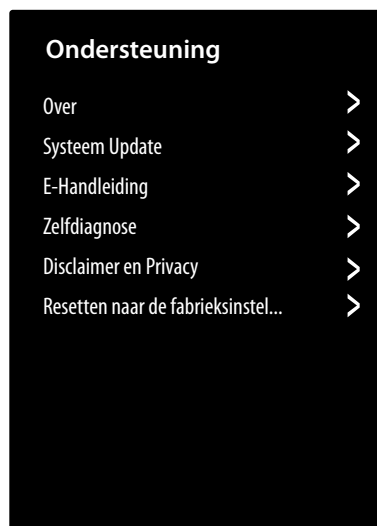 Ondersteuning
Over
Systeem Update
E-Handleiding
Zelfdiagnose
Disclaimer en Privacy
Resetten naar de fabrieksinstel...